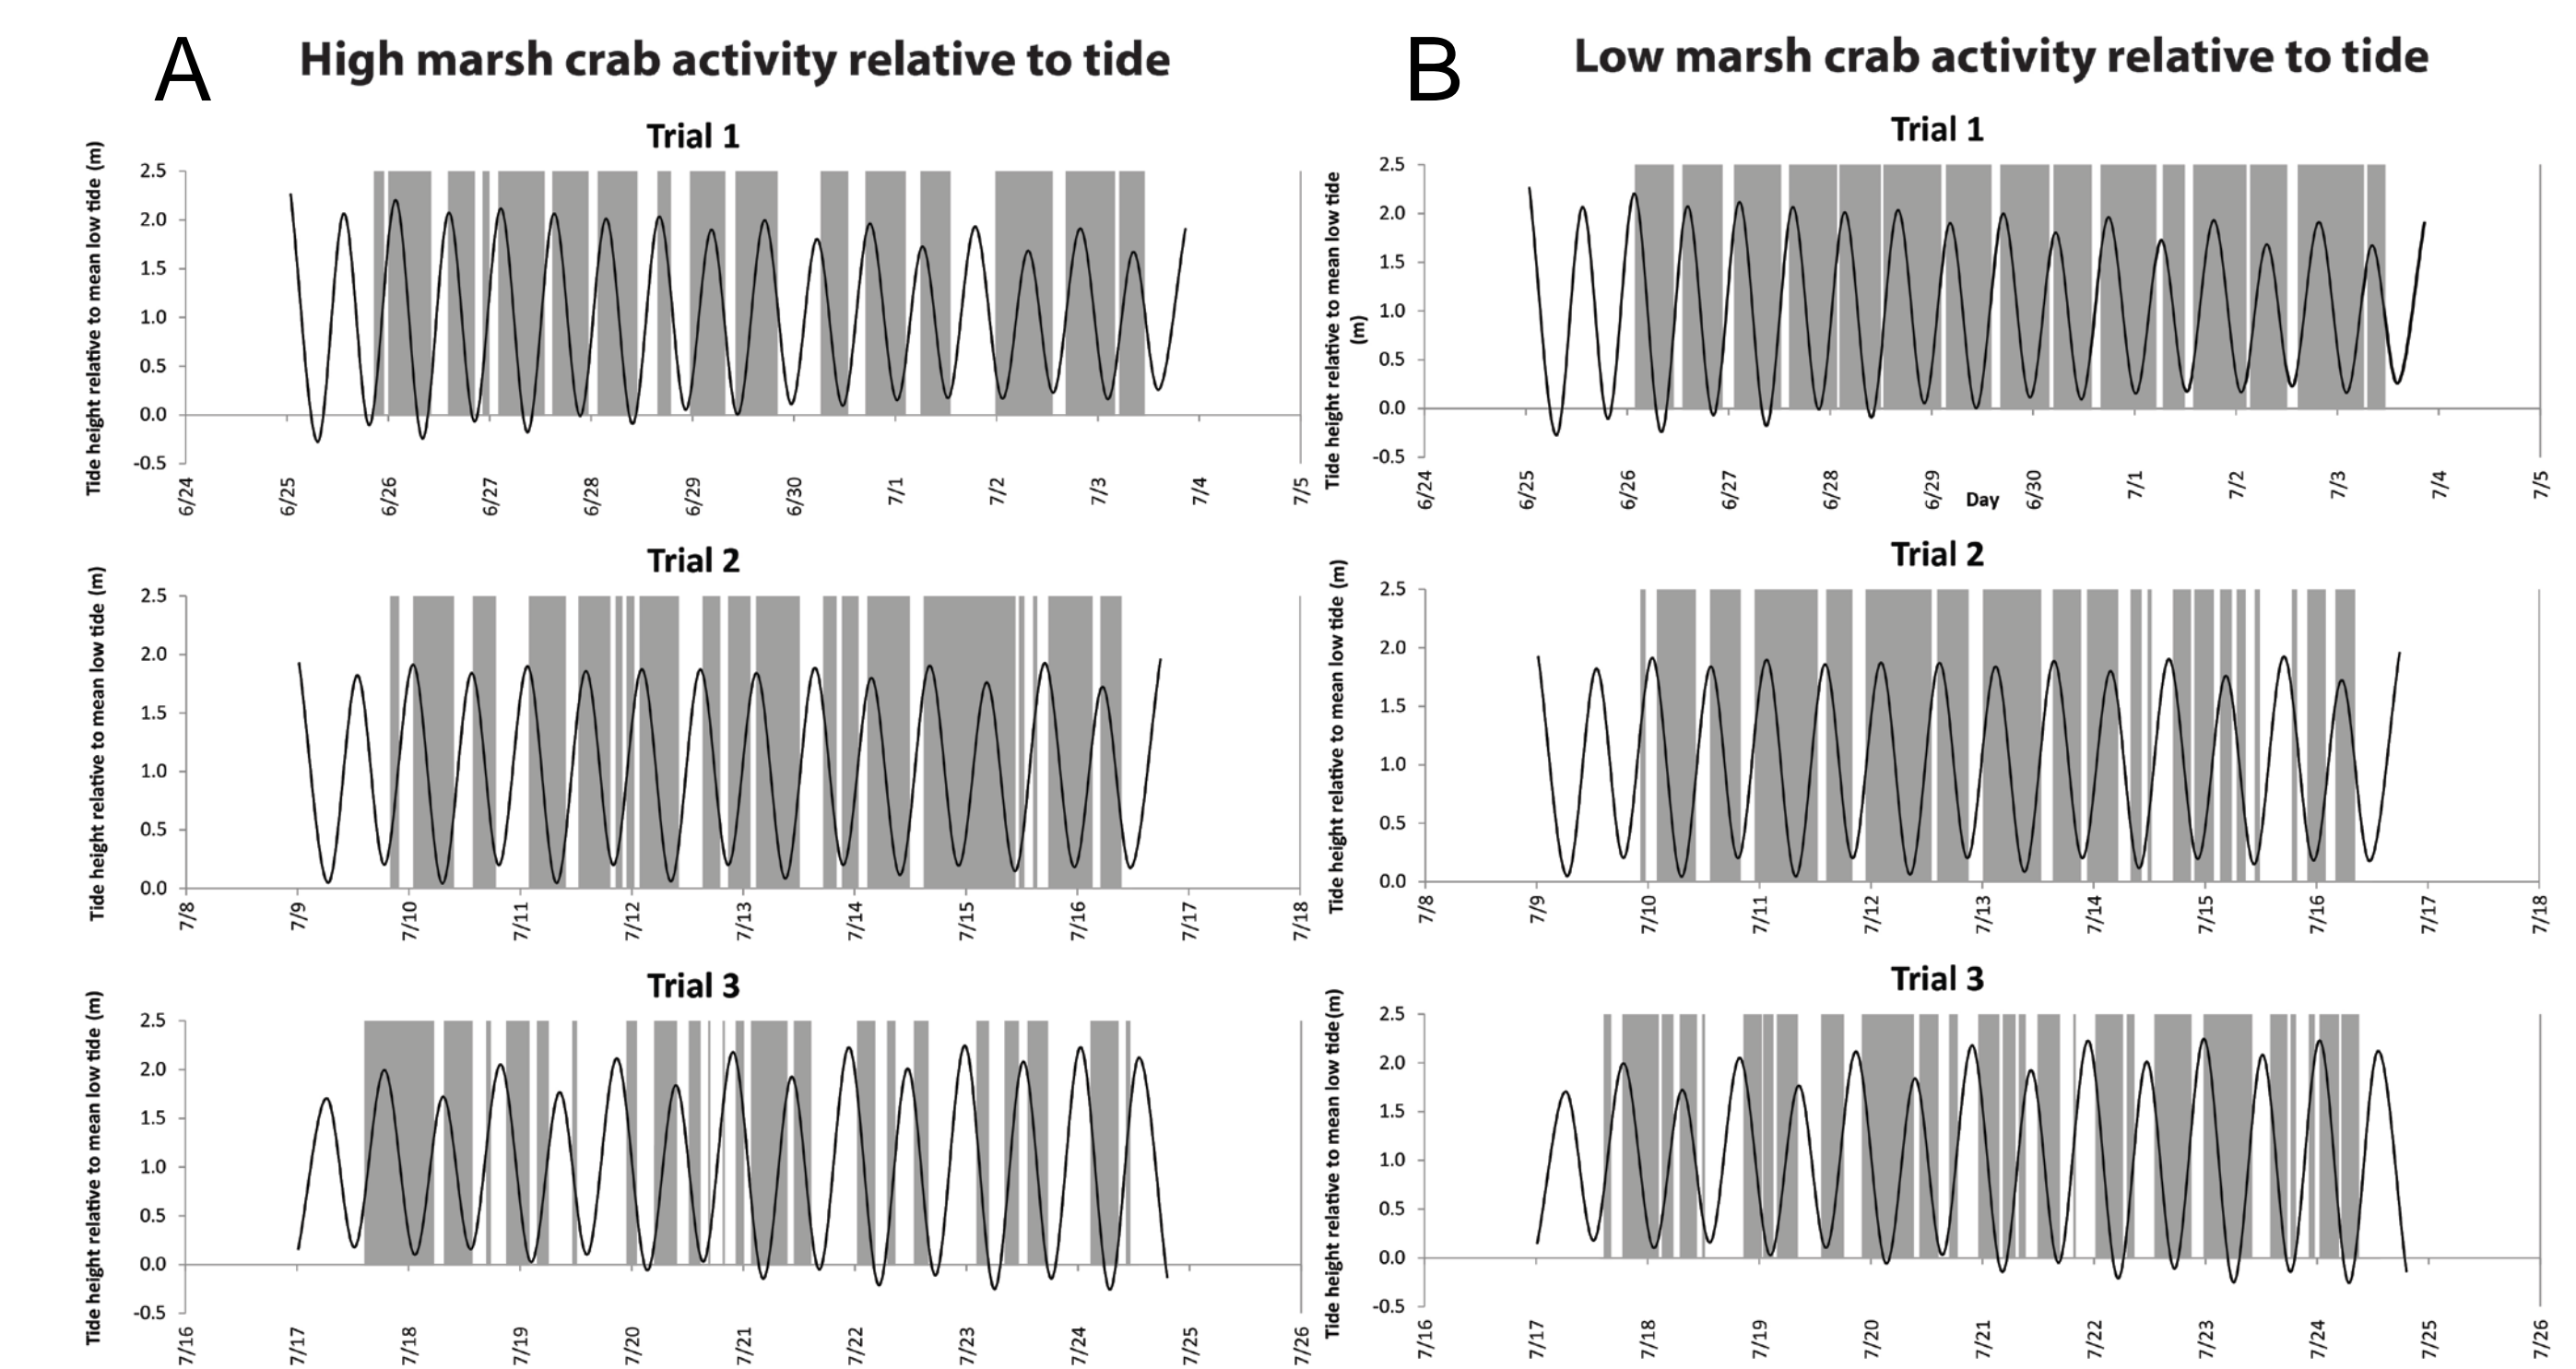 A
High marsh crab activity relative to tide
Trial 1
Tide height relative to mean low tide (m)
2.5
2.0
1.5
1.0
0.5
0.0
-0.5
6/24 6/25 6/26 6/27 6/28 6/29 6/30 7/1 7/2 7/3 7/4 7/5
Trial 2
Tide height relative to mean low tide (m)
2.5
2.0
1.5
1.0
0.5
0.0
7/8 7/9 7/10 7/11 7/12 7/13 7/14 7/15 7/16 7/17 7/18
Trial 3
Tide height relative to mean low tide (m)
2.5
2.0
1.5
1.0
0.5
0.0
-0.5
7/16 7/17 7/18 7/19 7/20 7/21 7/22 7/23 7/24 7/25 7/26
B
Low marsh crab activity relative to tide
Trial 1
Tide height relative to mean low tide
(m)
2.5
2.0
1.5
1.0
0.5
0.0
-0.5
6/24 6/25 6/26 6/27 6/28 6/29 6/30 7/1 7/2 7/3 7/4 7/5
Day
Trial 2
Tide height relative to mean low tide (m)
2.5
2.0
1.5
1.0
0.5
0.0
7/8 7/9 7/10 7/11 7/12 7/13 7/14 7/15 7/16 7/17 7/18
Trial 3
Tide height relative to mean low tide (m)
2.5
2.0
1.5
1.0
0.5
0.0
-0.5
7/16 7/17 7/18 7/19 7/20 7/21 7/22 7/23 7/24 7/25 7/26